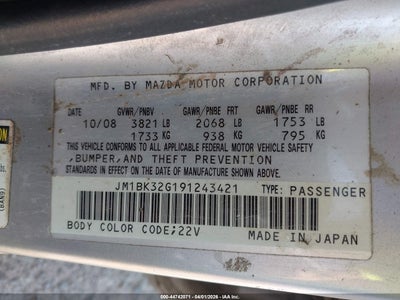 MFD. BY MAZDA MOTOR CORPORATION
DATE GVWR/PNBV GAWR/PNBE FRT GAWR/PNBE RR
10/08 3821 LB 2068 LB 1753 LB
1733 KG 938 KG 795 KG
THIS VEHICLE CONFORMS TO ALL APPLICABLE FEDERAL MOTOR VEHICLE SAFETY
,BUMPER,AND THEFT PREVENTION
STANDARDS IN EFFECT ON THE DATE OF MANUFACTURE SHOWN ABOVE.
JM1BK32G191243421 TYPE: PASSENGER
BODY COLOR CODE;22V MADE IN JAPAN
000-44742071 - 04/01/2026 - IAAI.COM